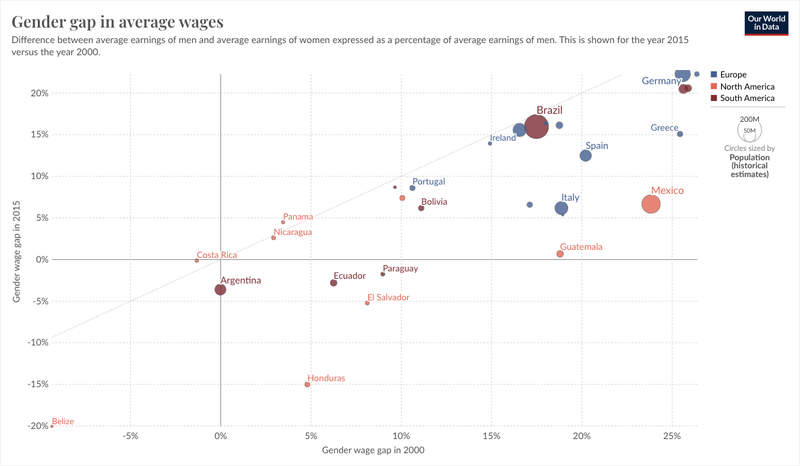 Gender gap in average wages
Our World
in Data
Difference between average earnings of men and average earnings of women expressed as a percentage of average earnings of men. This is shown for the year 2015
versus the year 2000.
Europe
North America
South America
200M
50M
Circles sized by
Population
(historical
estimates)
Gender wage gap in 2015
20%
15%
10%
5%
0%
-5%
-10%
-15%
-20%
Germany
Brazil
Greece
Ireland
Spain
Portugal
Mexico
Italy
Bolivia
Panama
Nicaragua
Guatemala
Costa Rica
Paraguay
Ecuador
Argentina
El Salvador
Honduras
Belize
-5%
0%
5%
10%
15%
20%
25%
Gender wage gap in 2000